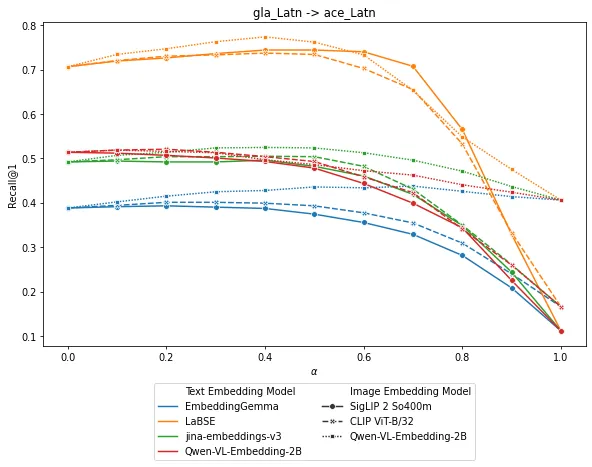 gla_Latn -> ace_Latn
Recall@1
0.8
0.7
0.6
0.5
0.4
0.3
0.2
0.1
0.0
0.2
0.4
0.6
0.8
1.0
α
Text Embedding Model
EmbeddingGemma
LaBSE
jina-embeddings-v3
Qwen-VL-Embedding-2B
Image Embedding Model
SigLIP 2 So400m
CLIP ViT-B/32
Qwen-VL-Embedding-2B